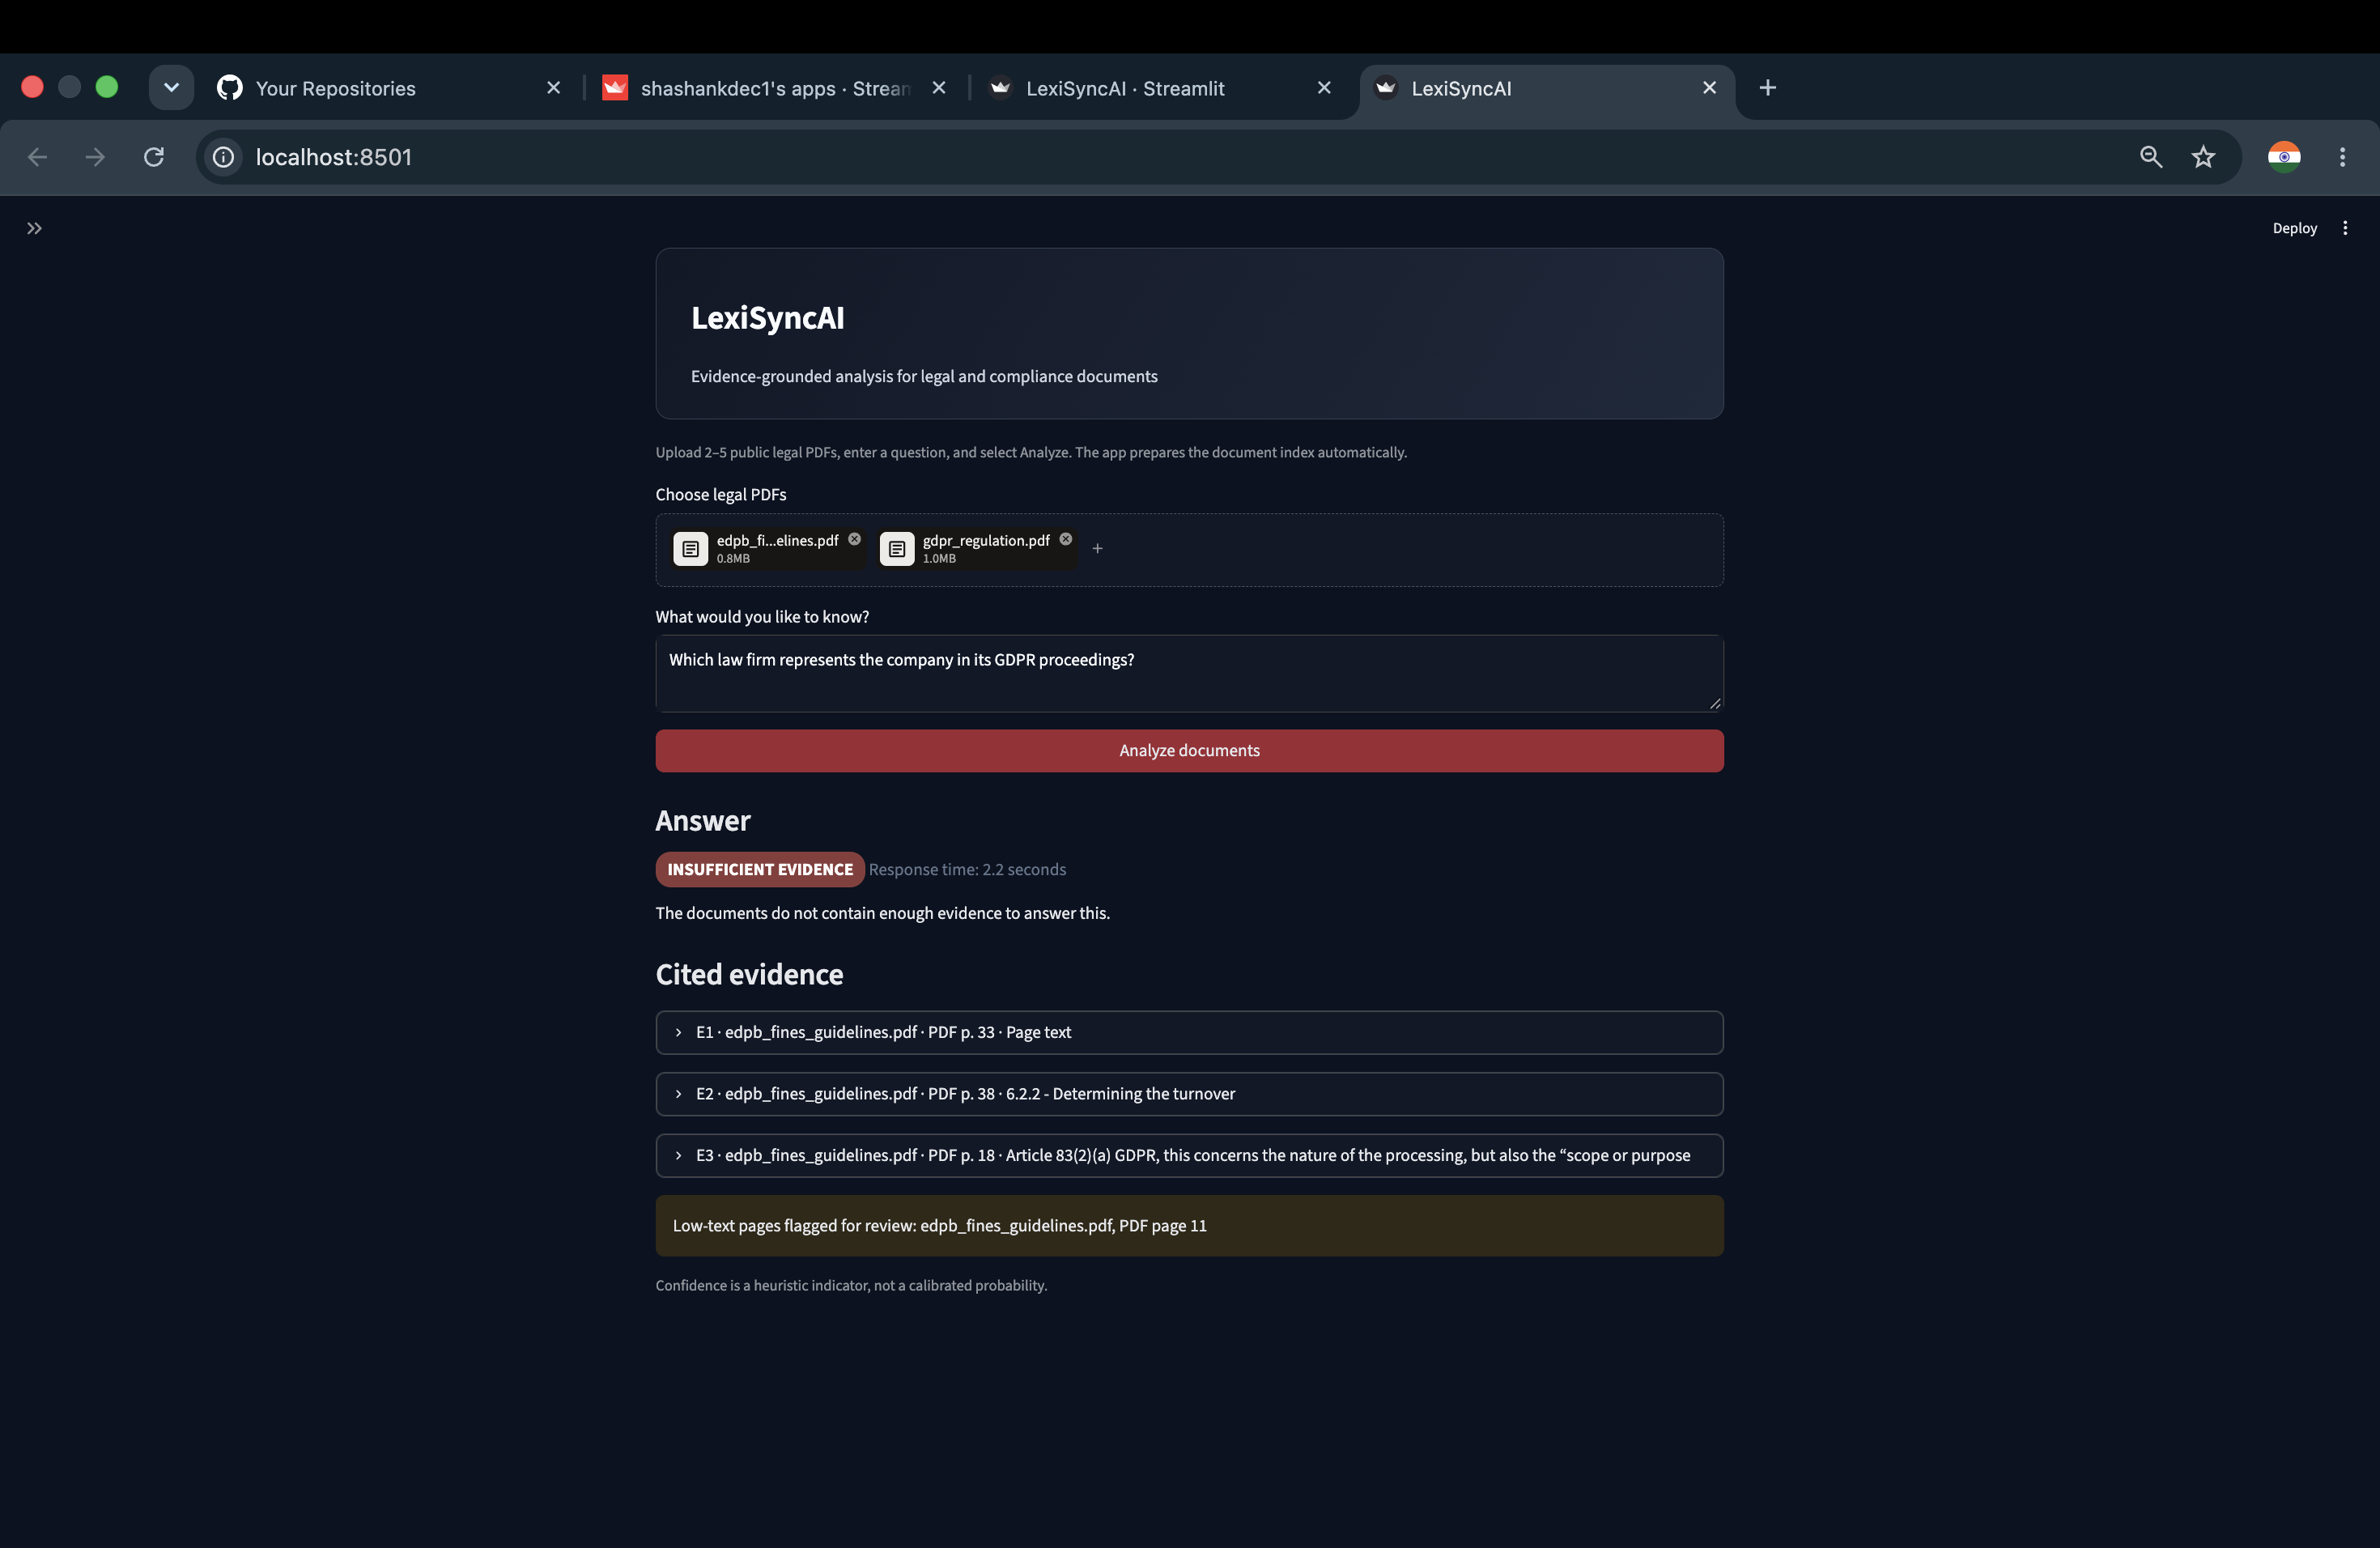 Your Repositories
shashankdec1's apps · Strean
LexiSyncAI · Streamlit
LexiSyncAI
localhost:8501
Deploy
LexiSyncAI
Evidence-grounded analysis for legal and compliance documents
Upload 2–5 public legal PDFs, enter a question, and select Analyze. The app prepares the document index automatically.
Choose legal PDFs
edpb_fi...elines.pdf
0.8MB
gdpr_regulation.pdf
1.0MB
What would you like to know?
Which law firm represents the company in its GDPR proceedings?
Analyze documents
Answer
INSUFFICIENT EVIDENCE Response time: 2.2 seconds
The documents do not contain enough evidence to answer this.
Cited evidence
E1 · edpb_fines_guidelines.pdf · PDF p. 33 · Page text
E2 · edpb_fines_guidelines.pdf · PDF p. 38 · 6.2.2 - Determining the turnover
E3 · edpb_fines_guidelines.pdf · PDF p. 18 · Article 83(2)(a) GDPR, this concerns the nature of the processing, but also the “scope or purpose
Low-text pages flagged for review: edpb_fines_guidelines.pdf, PDF page 11
Confidence is a heuristic indicator, not a calibrated probability.